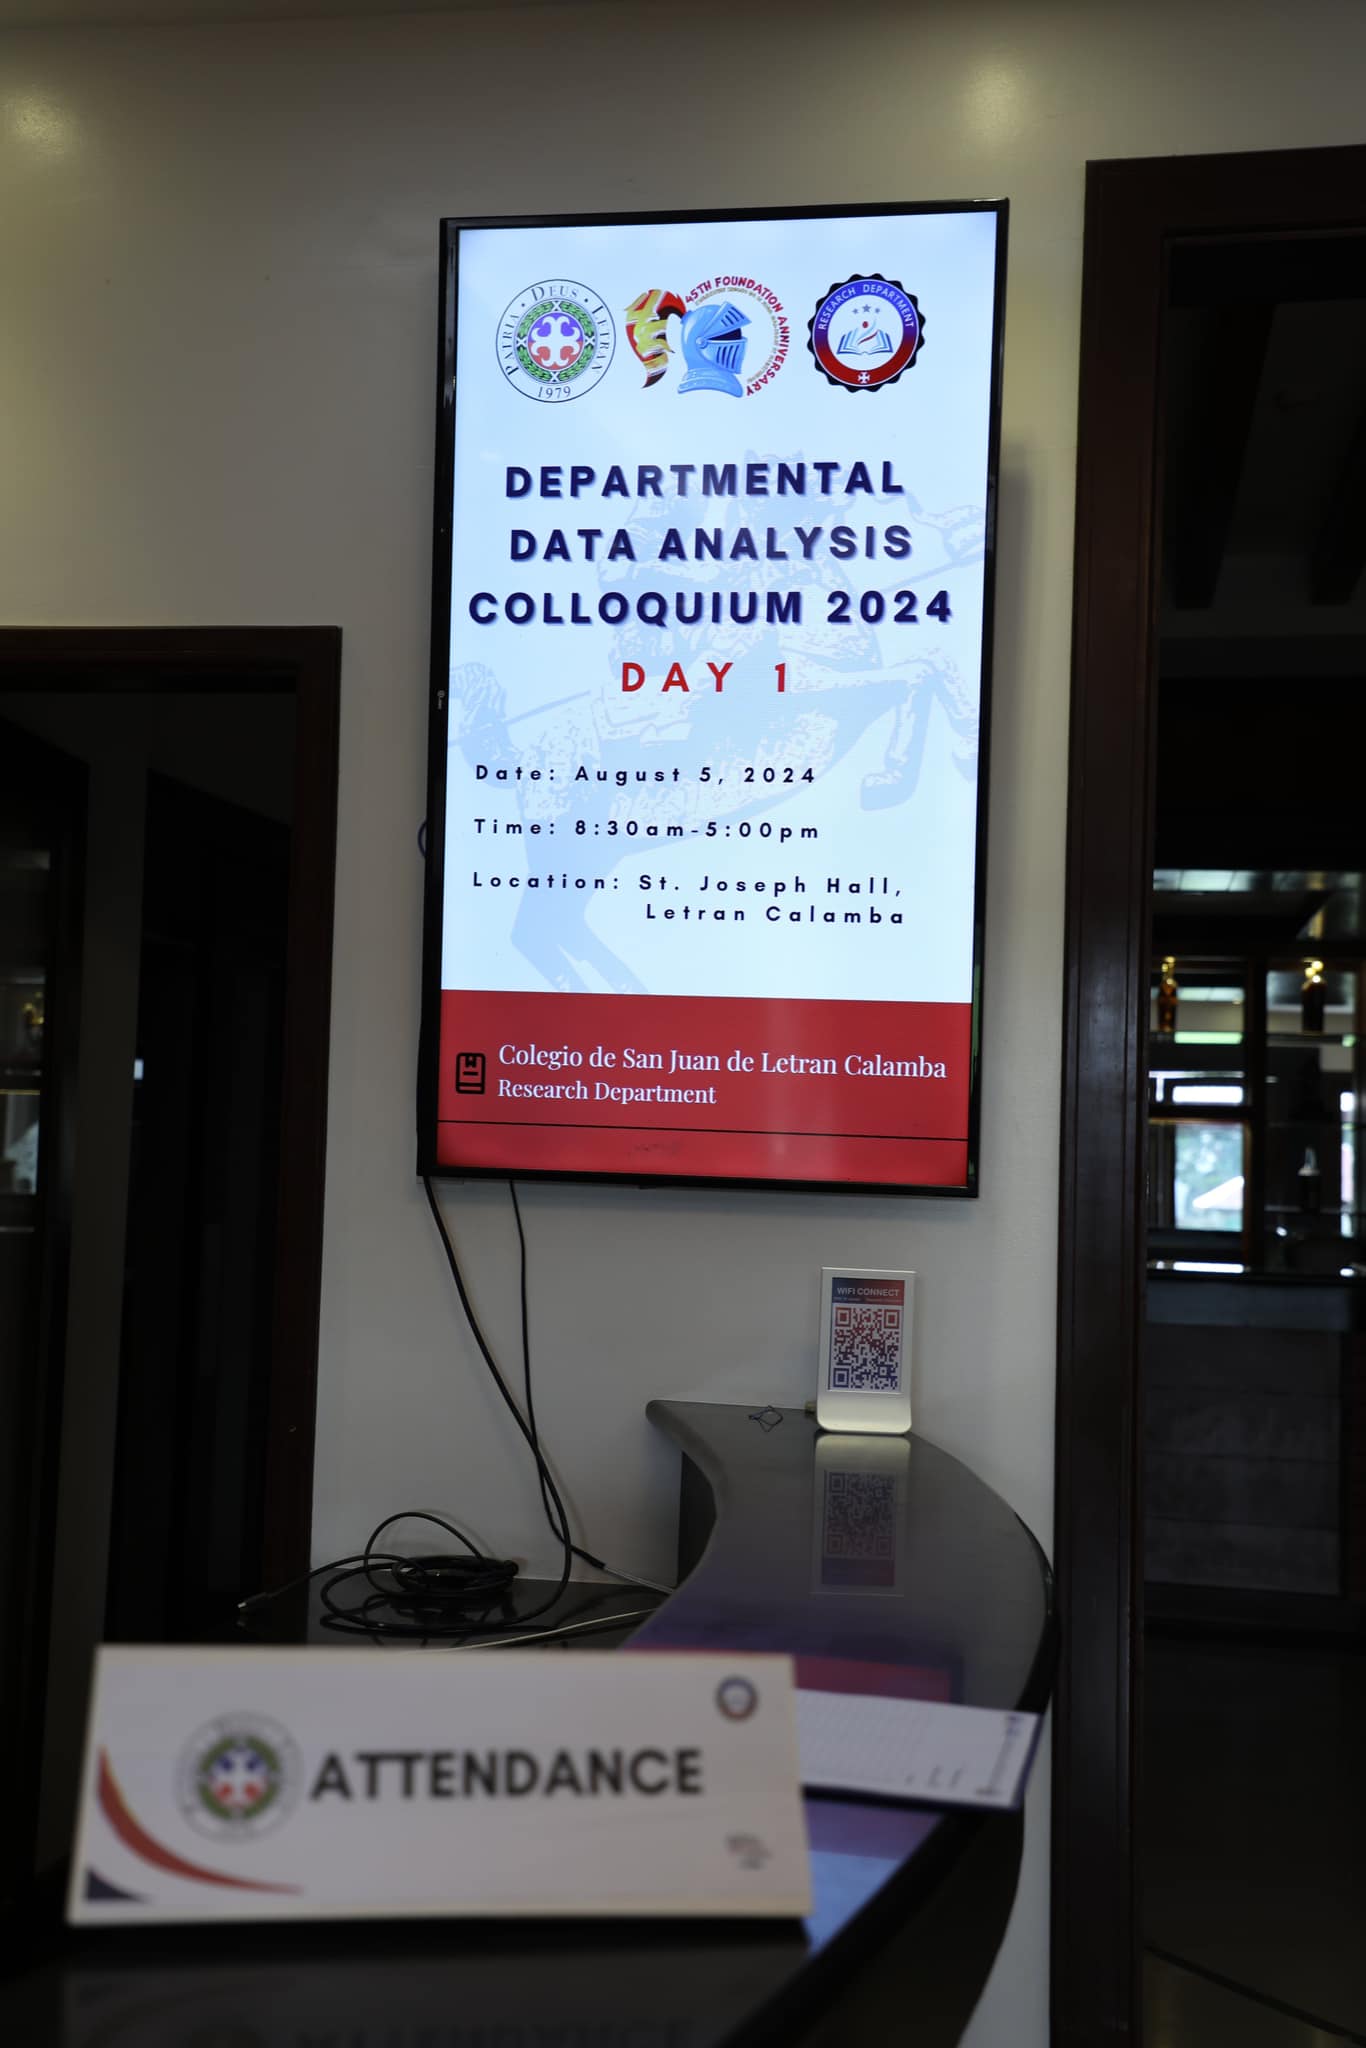 PATRIA • DEUS • LETRAN
1979
45TH FOUNDATION ANNIVERSARY
RESEARCH DEPARTMENT
DEPARTMENTAL
DATA ANALYSIS
COLLOQUIUM 2024
DAY 1
Date: August 5, 2024
Time: 8:30am-5:00pm
Location: St. Joseph Hall,
Letran Calamba
Colegio de San Juan de Letran Calamba
Research Department
WIFI CONNECT
ATTENDANCE